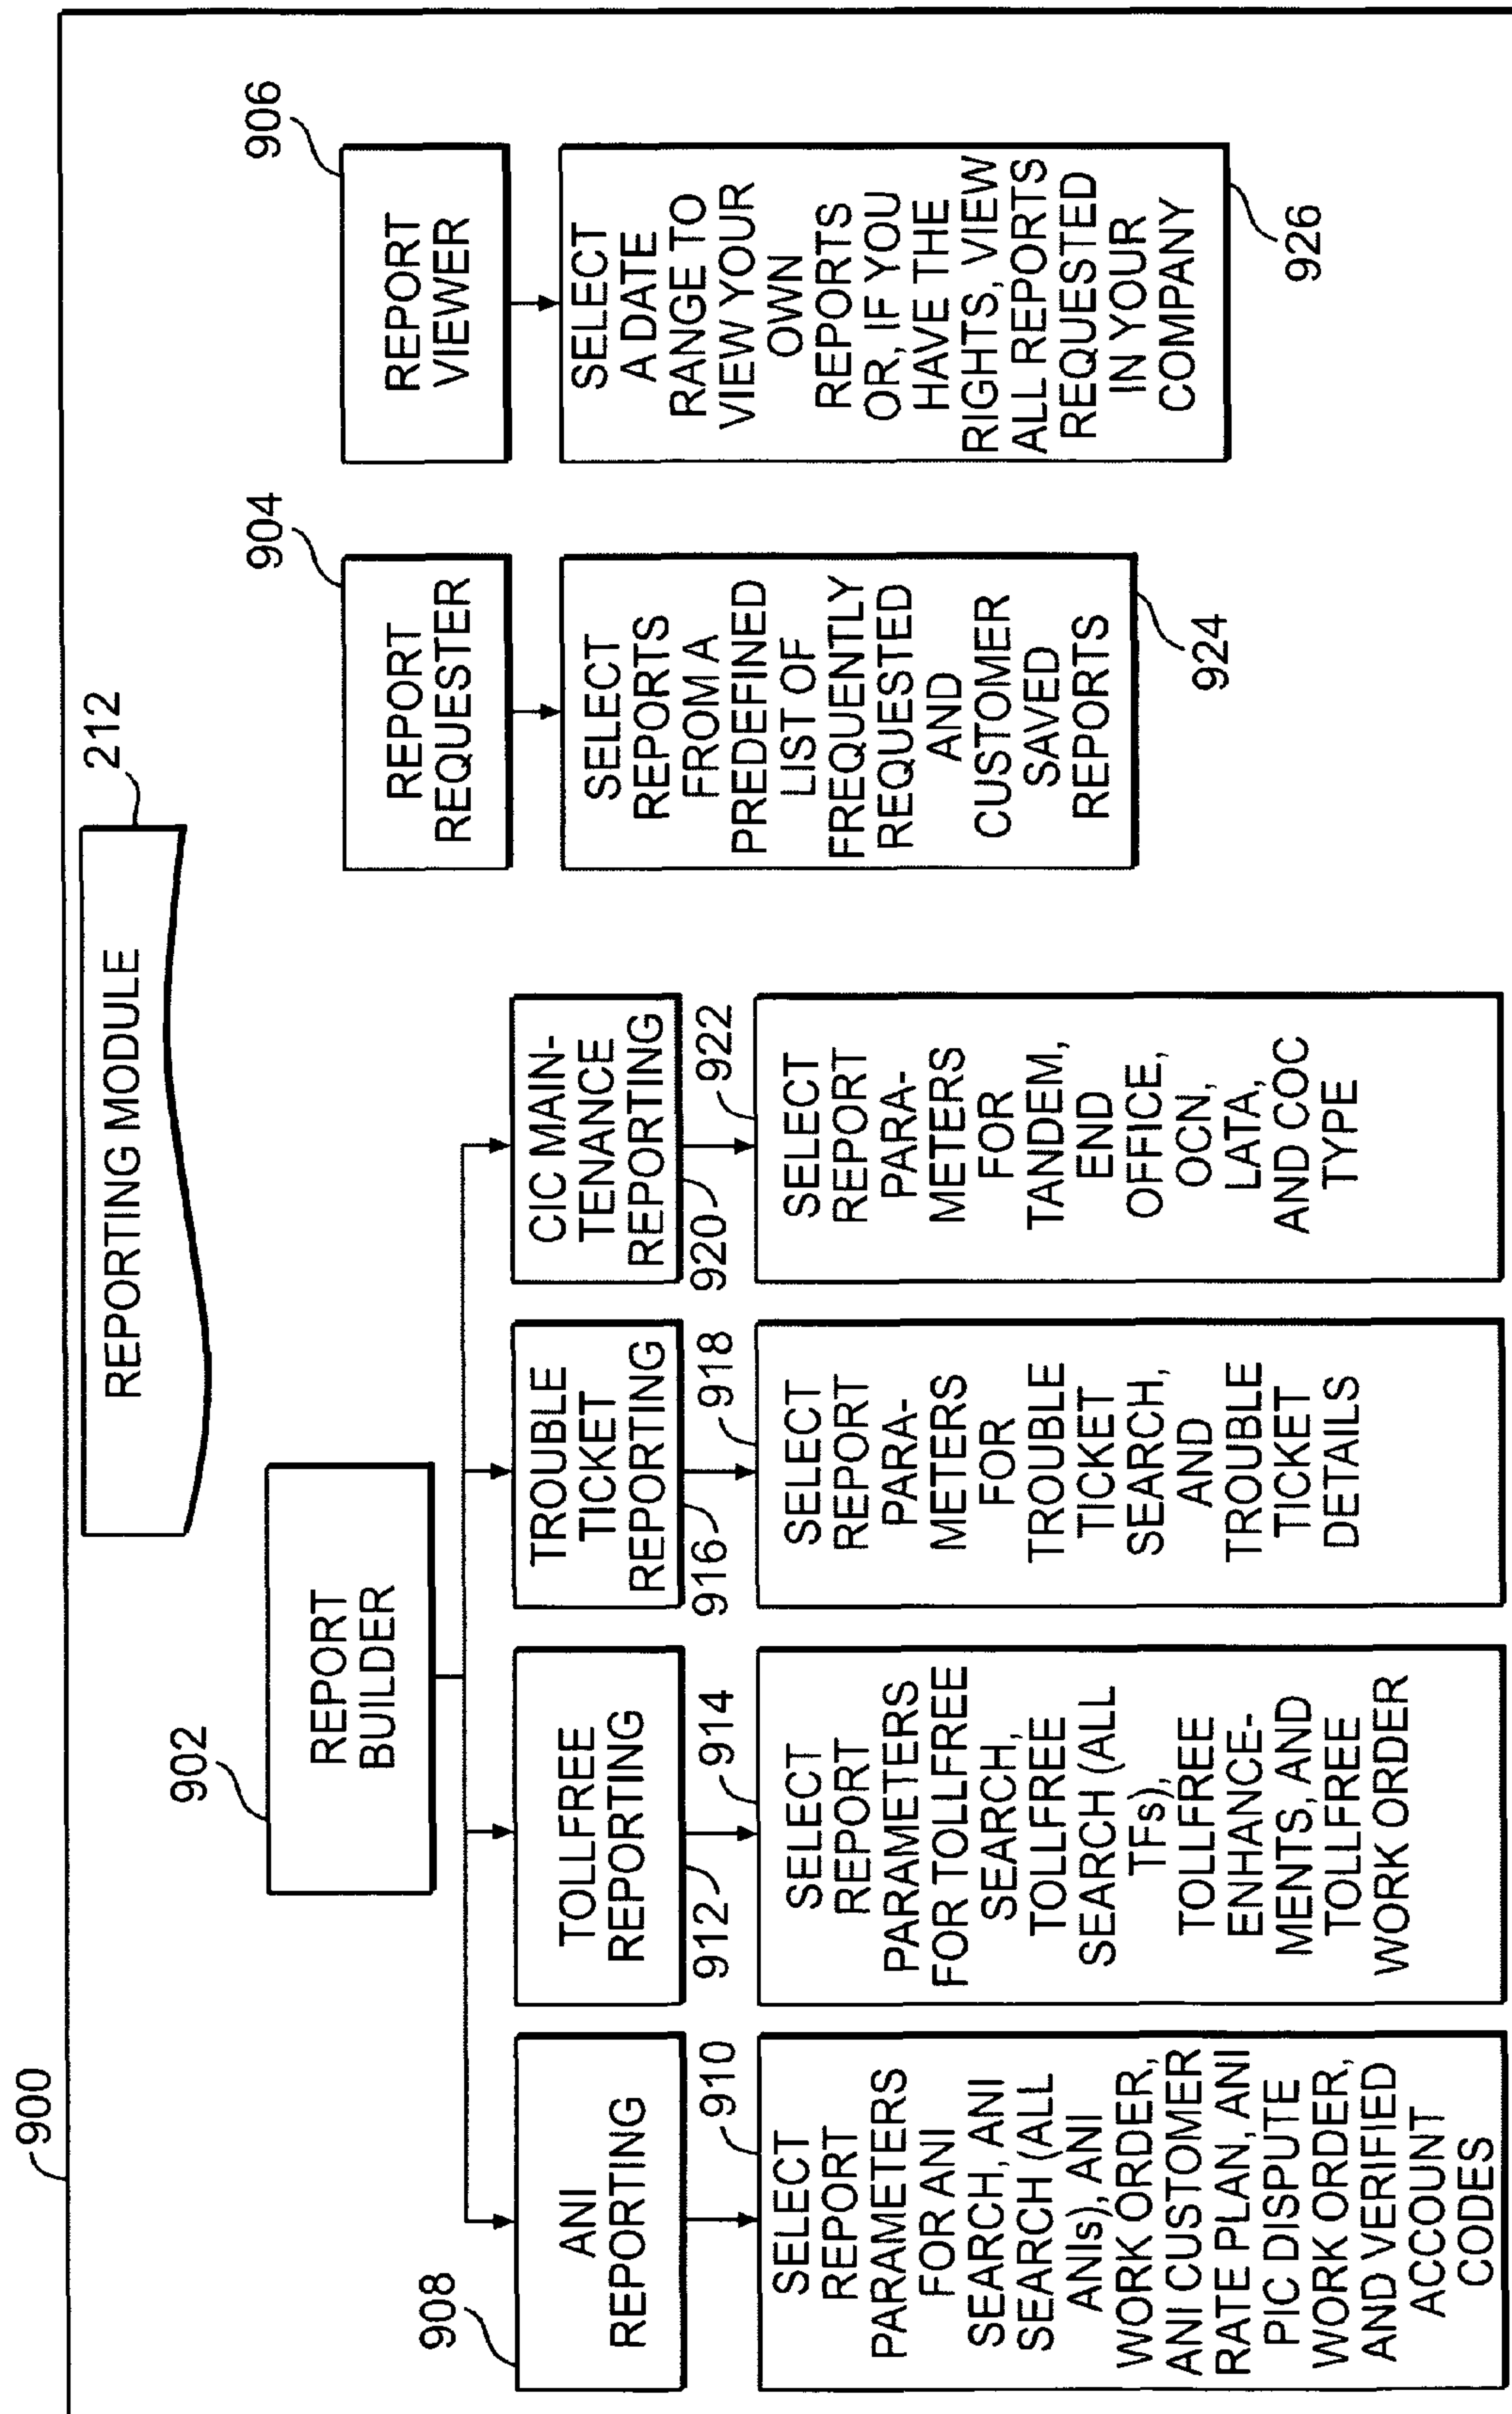 900
REPORTING MODULE
212
902
REPORT
BUILDER
904
REPORT
REQUESTER
906
REPORT
VIEWER
908
ANI
REPORTING
TOLLFREE
REPORTING
TROUBLE
TICKET
REPORTING
CIC MAIN-
TENANCE
REPORTING
SELECT
REPORTS
FROM A
PREDEFINED
LIST OF
FREQUENTLY
REQUESTED
AND
CUSTOMER
SAVED
REPORTS
924
SELECT
A DATE
RANGE TO
VIEW YOUR
OWN
REPORTS
OR, IF YOU
HAVE THE
RIGHTS, VIEW
ALL REPORTS
REQUESTED
IN YOUR
COMPANY
926
910
912
914
916
918
920
922
SELECT
REPORT
PARAMETERS
FOR ANI
SEARCH, ANI
SEARCH (ALL
ANIs), ANI
WORK ORDER,
ANI CUSTOMER
RATE PLAN, ANI
PIC DISPUTE
WORK ORDER,
AND VERIFIED
ACCOUNT
CODES
SELECT
REPORT
PARAMETERS
FOR TOLLFREE
SEARCH,
TOLLFREE
SEARCH (ALL
TFs),
TOLLFREE
ENHANCE-
MENTS, AND
TOLLFREE
WORK ORDER
SELECT
REPORT
PARA-
METERS
FOR
TROUBLE
TICKET
SEARCH,
AND
TROUBLE
TICKET
DETAILS
SELECT
REPORT
PARA-
METERS
FOR
TANDEM,
END
OFFICE,
OCN,
LATA,
AND COC
TYPE